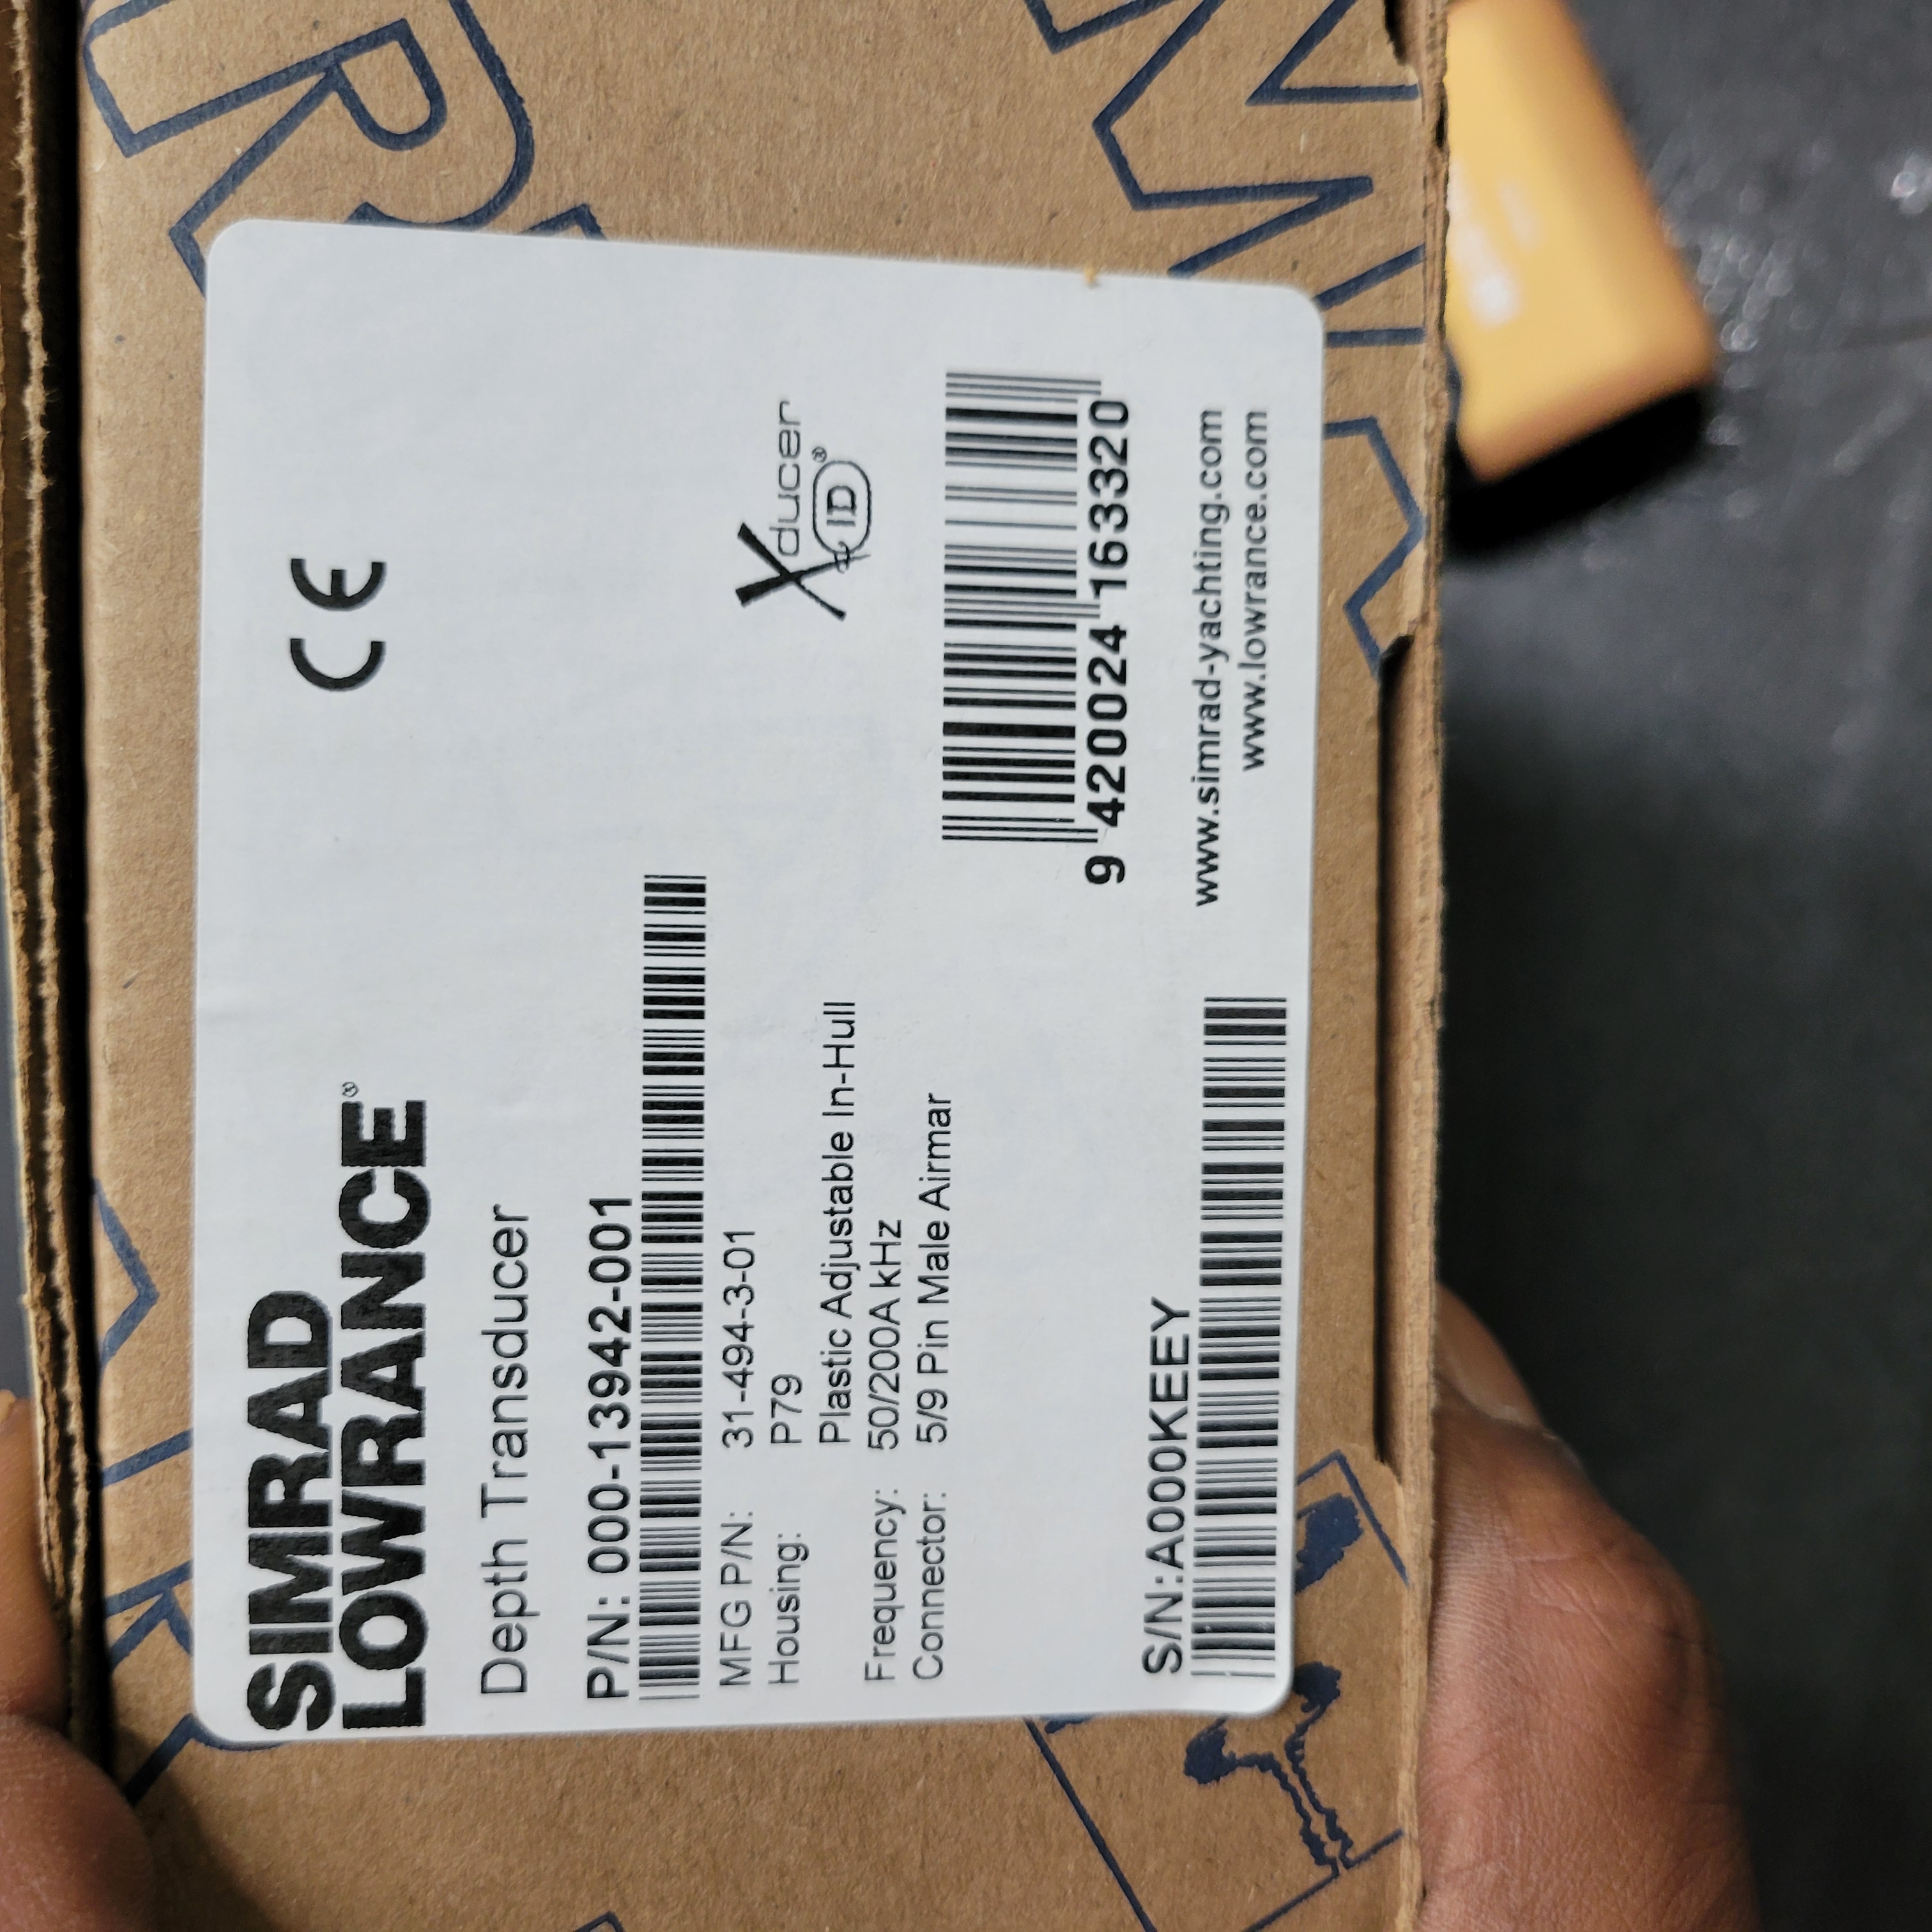 SIMRAD
LOWRANCE®
CE
Depth Transducer
P/N: 000-13942-001
MFG P/N: 31-494-3-01
Housing: P79
Plastic Adjustable In-Hull
Frequency: 50/200A kHz
Connector: 5/9 Pin Male Airmar
Xducer
ID®
9 420024 163320
S/N:A000KEEY
www.simrad-yachting.com
www.lowrance.com